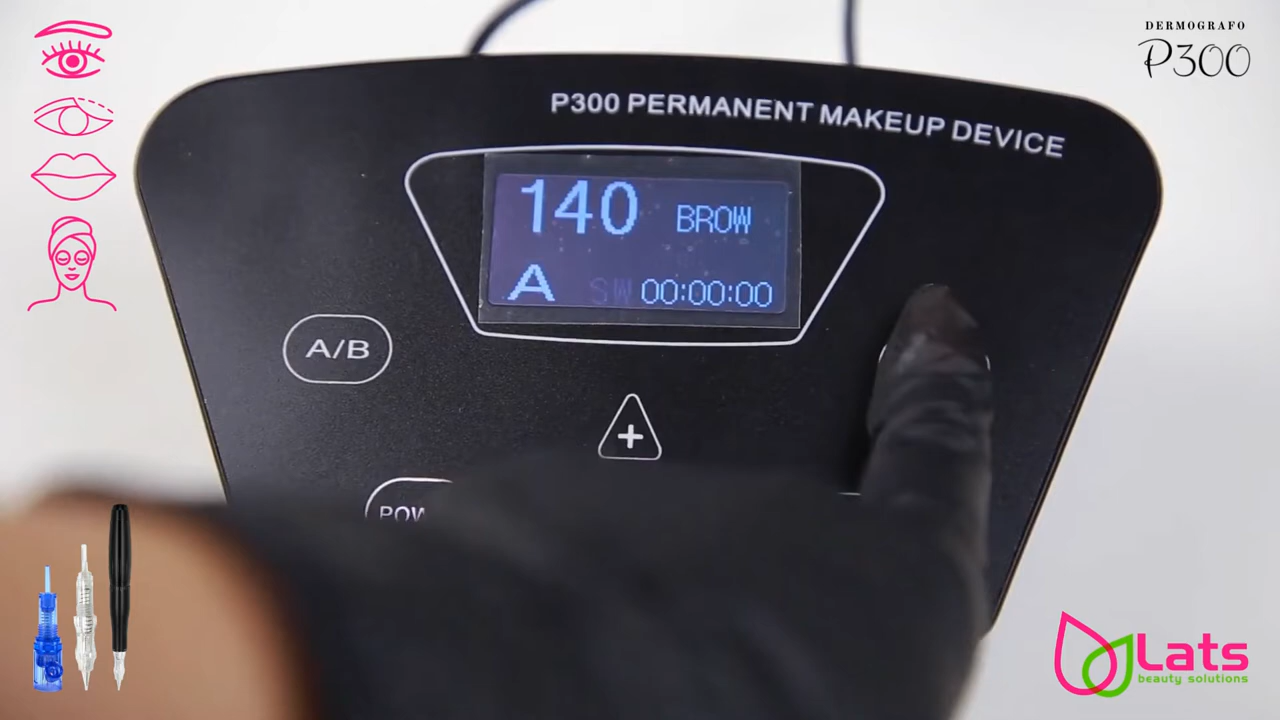 DERMOGRAFO
P300
P300 PERMANENT MAKEUP DEVICE
140 BROW
A SW 00:00:00
A/B
+
POW
Lats
beauty solutions